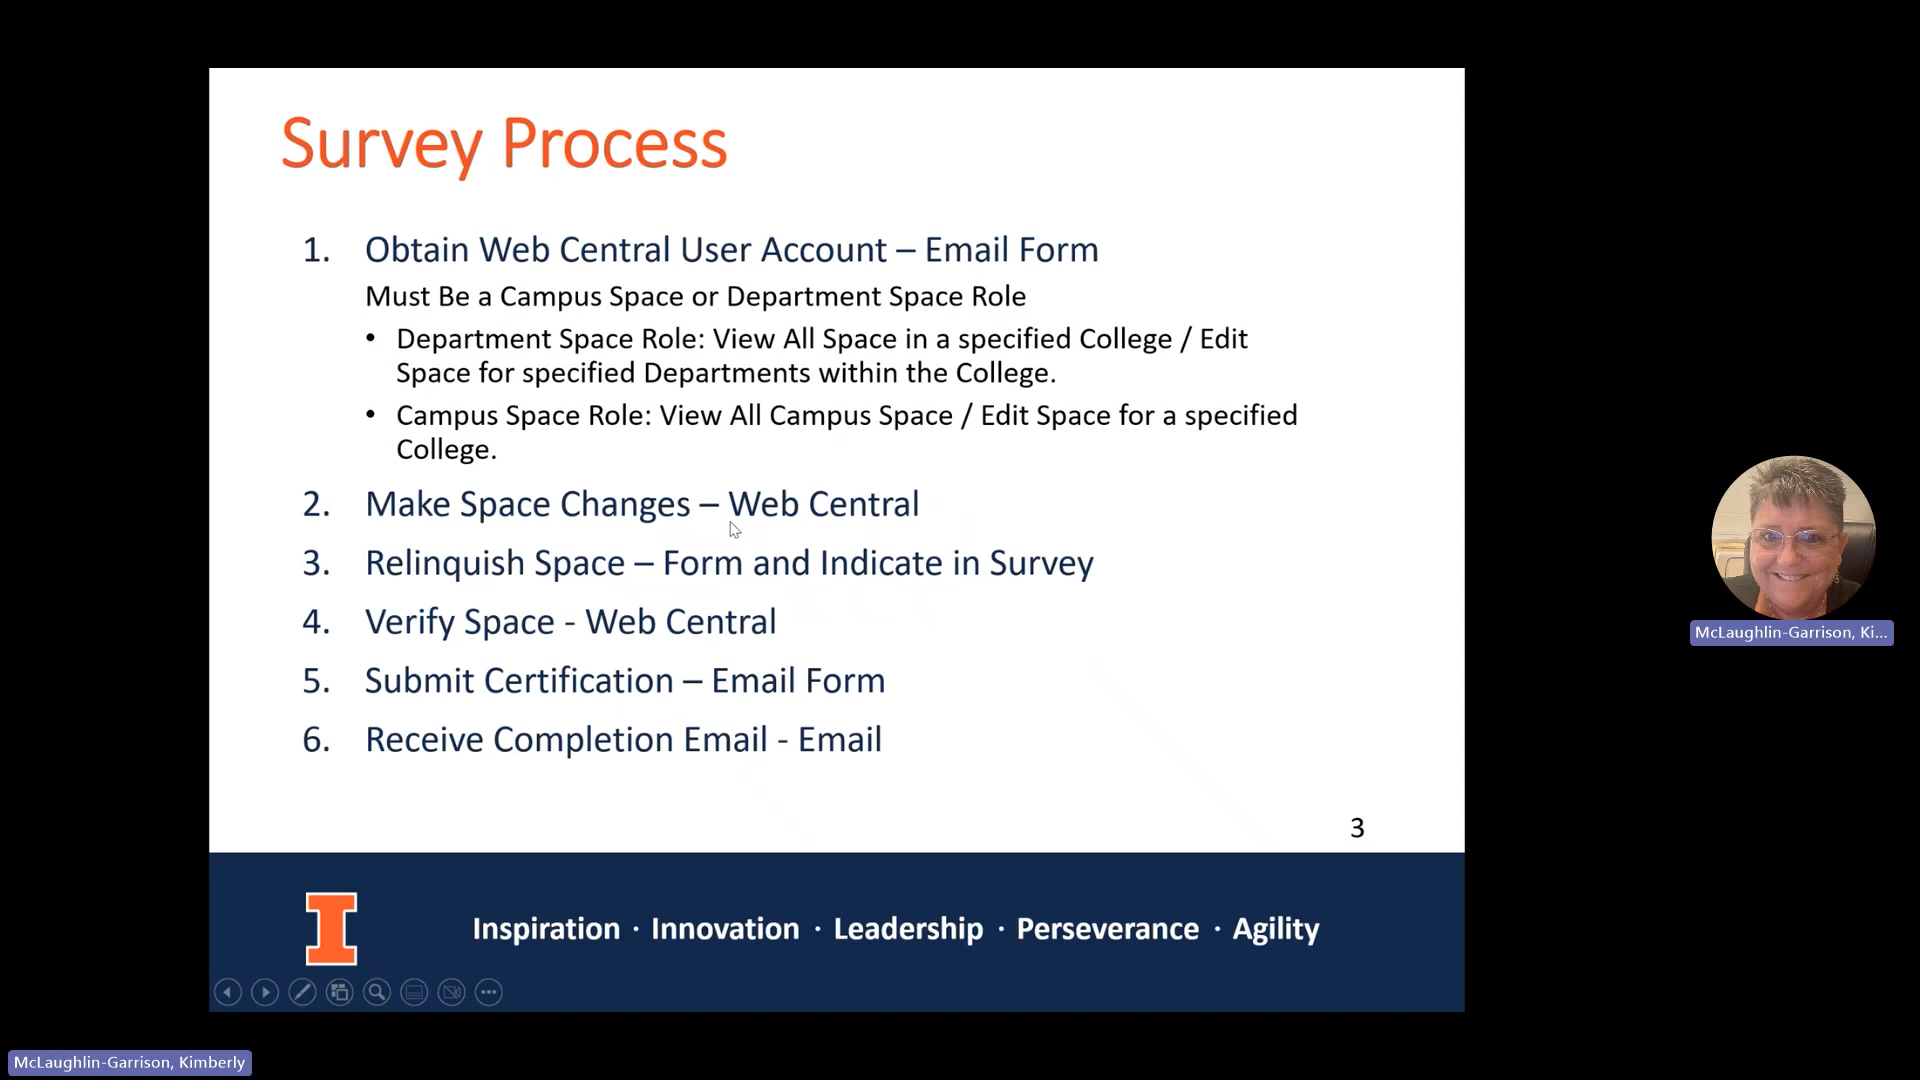 Survey Process
1. Obtain Web Central User Account – Email Form
Must Be a Campus Space or Department Space Role
• Department Space Role: View All Space in a specified College / Edit
Space for specified Departments within the College.
• Campus Space Role: View All Campus Space / Edit Space for a specified
College.
2. Make Space Changes – Web Central
3. Relinquish Space – Form and Indicate in Survey
4. Verify Space - Web Central
5. Submit Certification – Email Form
6. Receive Completion Email - Email
3
I
Inspiration · Innovation · Leadership · Perseverance · Agility
McLaughlin-Garrison, Ki...
McLaughlin-Garrison, Kimberly